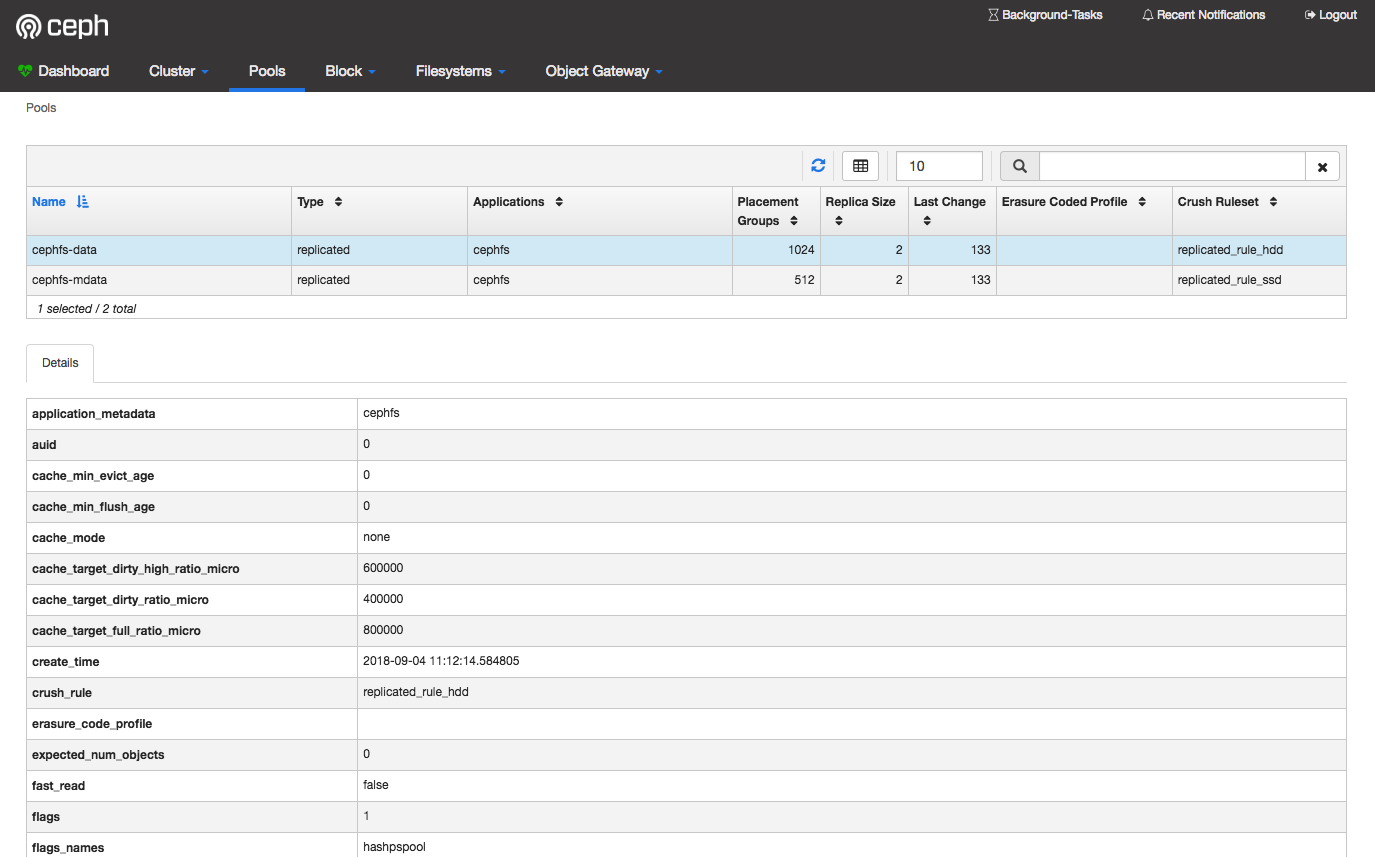 ceph
Background-Tasks Recent Notifications Logout
Dashboard Cluster Pools Block Filesystems Object Gateway
Pools
10
Name Type Applications Placement Groups Replica Size Last Change Erasure Coded Profile Crush Ruleset
cephfs-data replicated cephfs 1024 2 133 replicated_rule_hdd
cephfs-mdata replicated cephfs 512 2 133 replicated_rule_ssd
1 selected / 2 total
Details
application_metadata cephfs
auid 0
cache_min_evict_age 0
cache_min_flush_age 0
cache_mode none
cache_target_dirty_high_ratio_micro 600000
cache_target_dirty_ratio_micro 400000
cache_target_full_ratio_micro 800000
create_time 2018-09-04 11:12:14.584805
crush_rule replicated_rule_hdd
erasure_code_profile
expected_num_objects 0
fast_read false
flags 1
flags_names hashpspool